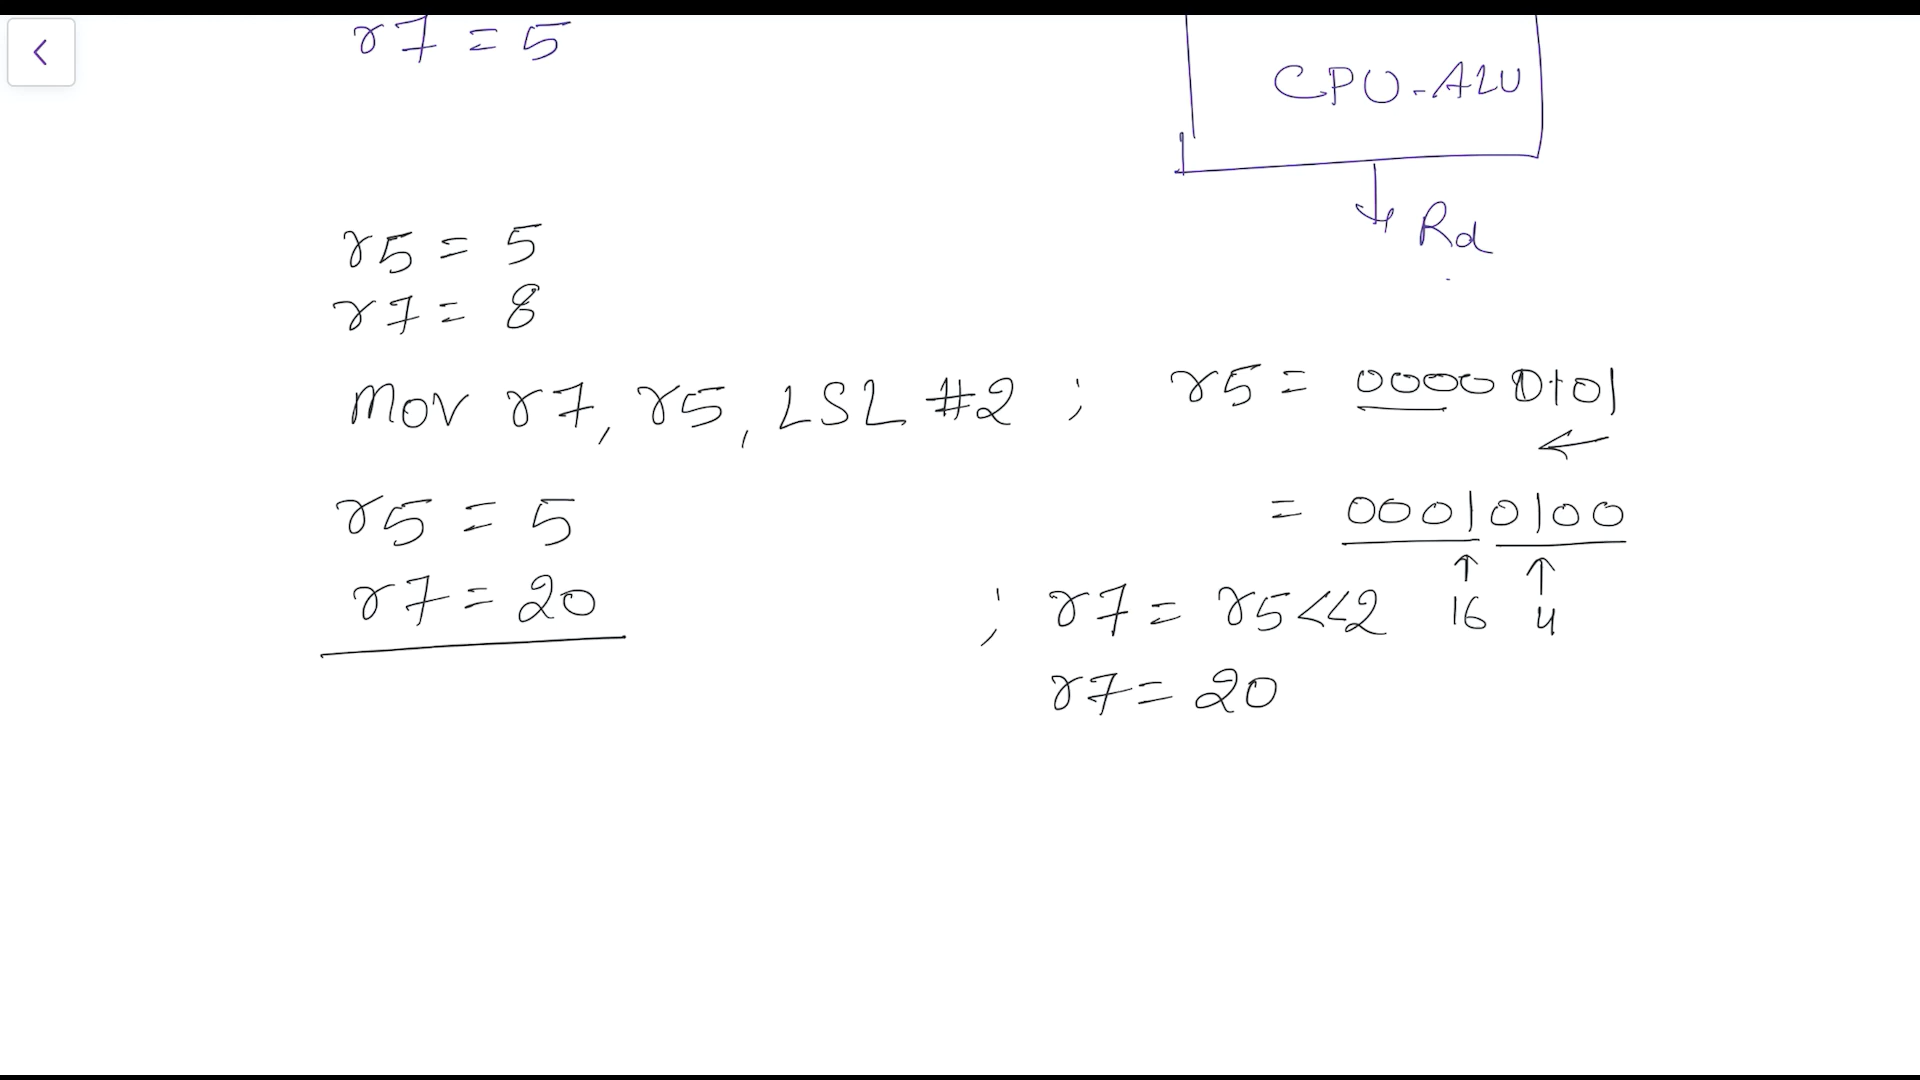 r7 = 5
CPU-ALU
Rd
r5 = 5
r7 = 8
Mov r7, r5, LSL #2 ; r5 = 00000101
r5 = 5
= 00010100
16 4
r7 = 20
; r7 = r5<<2
r7 = 20